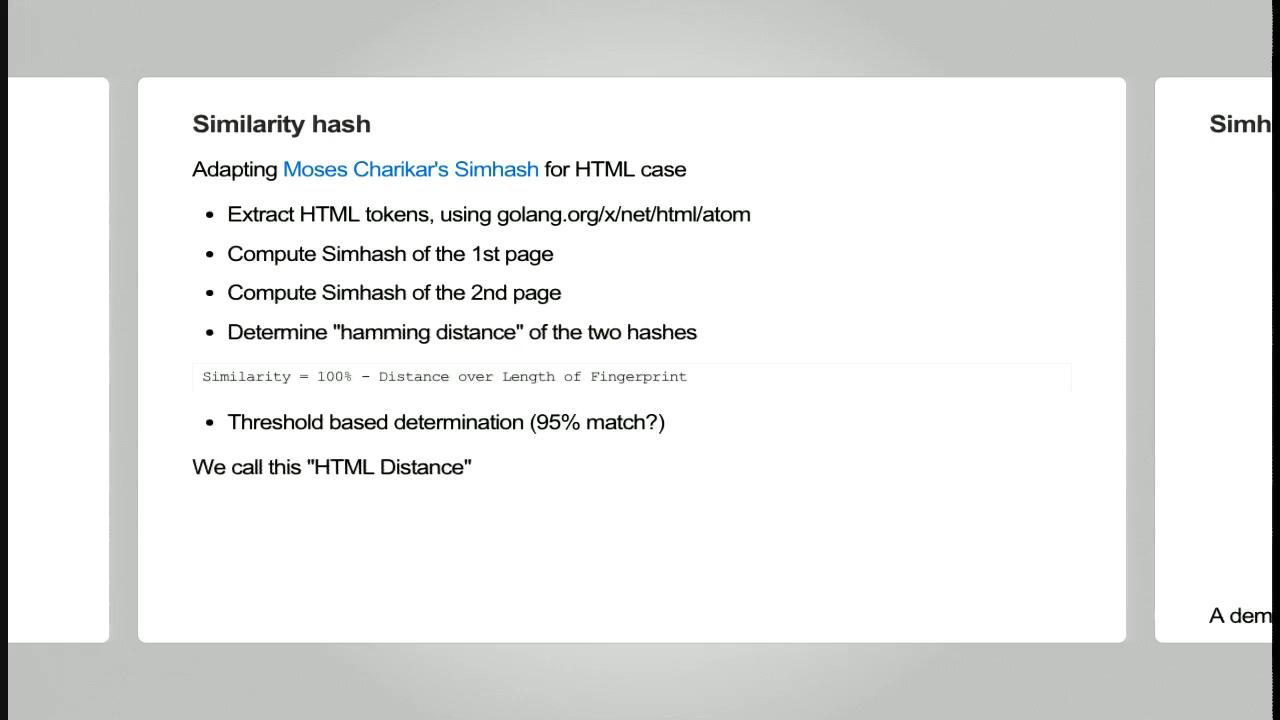 Similarity hash
Adapting Moses Charikar's Simhash for HTML case
• Extract HTML tokens, using golang.org/x/net/html/atom
• Compute Simhash of the 1st page
• Compute Simhash of the 2nd page
• Determine "hamming distance" of the two hashes
Similarity = 100% - Distance over Length of Fingerprint
• Threshold based determination (95% match?)
We call this "HTML Distance"
Simh
A dem